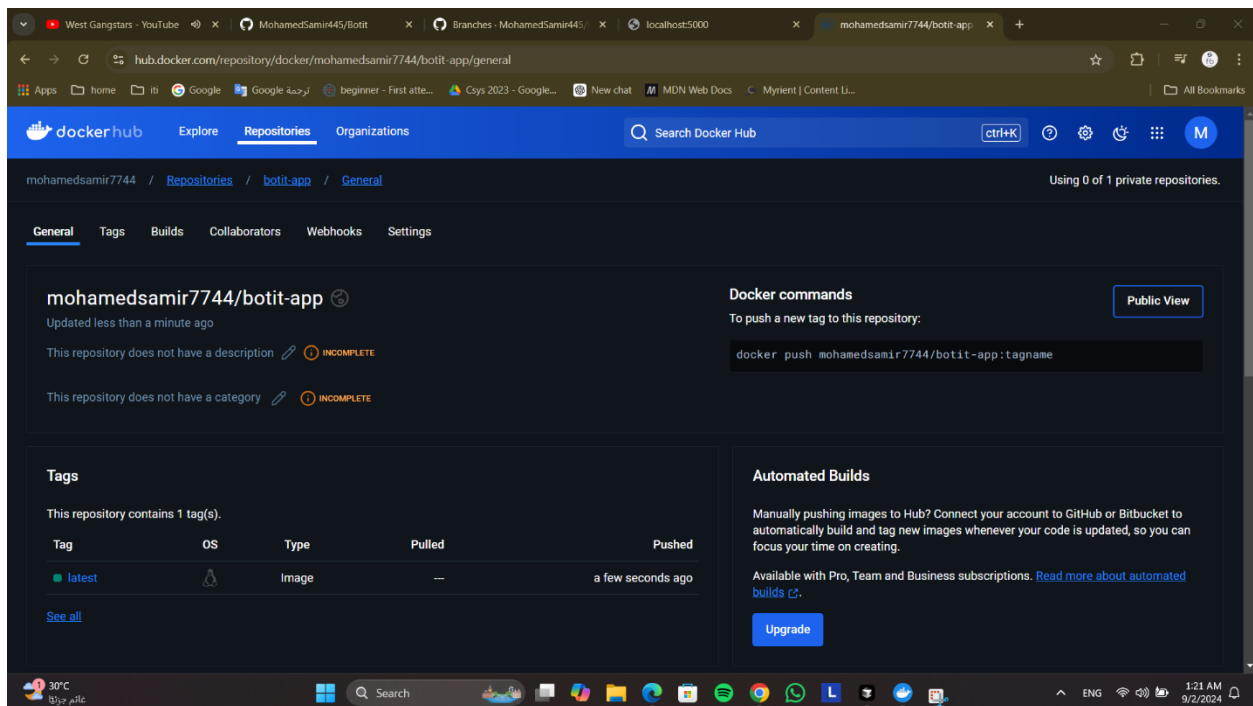 West Gangstars - YouTube
MohamedSamir445/Botit
Branches · MohamedSamir445/
localhost:5000
mohamedsamir7744/botit-app
hub.docker.com/repository/docker/mohamedsamir7744/botit-app/general
Apps home iti Google Google ترجمة beginner - First atte... Csys 2023 - Google... New chat MDN Web Docs Myrient | Content Li... All Bookmarks
dockerhub Explore Repositories Organizations Search Docker Hub ctrl+K M
mohamedsamir7744 / Repositories / botit-app / General Using 0 of 1 private repositories.
General Tags Builds Collaborators Webhooks Settings
mohamedsamir7744/botit-app
Updated less than a minute ago
This repository does not have a description INCOMPLETE
This repository does not have a category INCOMPLETE
Docker commands
Public View
To push a new tag to this repository:
docker push mohamedsamir7744/botit-app:tagname
Tags
This repository contains 1 tag(s).
Tag OS Type Pulled Pushed
latest Image --- a few seconds ago
See all
Automated Builds
Manually pushing images to Hub? Connect your account to GitHub or Bitbucket to
automatically build and tag new images whenever your code is updated, so you can
focus your time on creating.
Available with Pro, Team and Business subscriptions. Read more about automated
builds.
Upgrade
1 30°C
غائم جزئيًا
Search
L
ENG
1:21 AM
9/2/2024